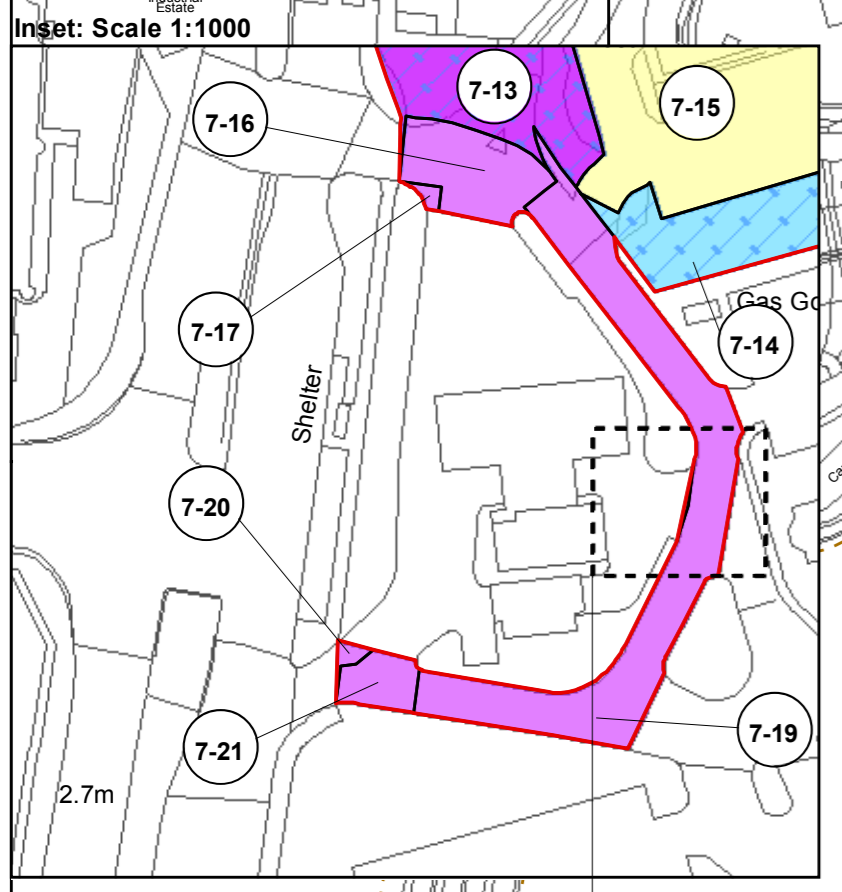 Industrial
Estate
Inset: Scale 1:1000
7-13
7-15
7-16
7-17
Gas Go
7-14
Shelter
7-20
7-19
7-21
2.7m